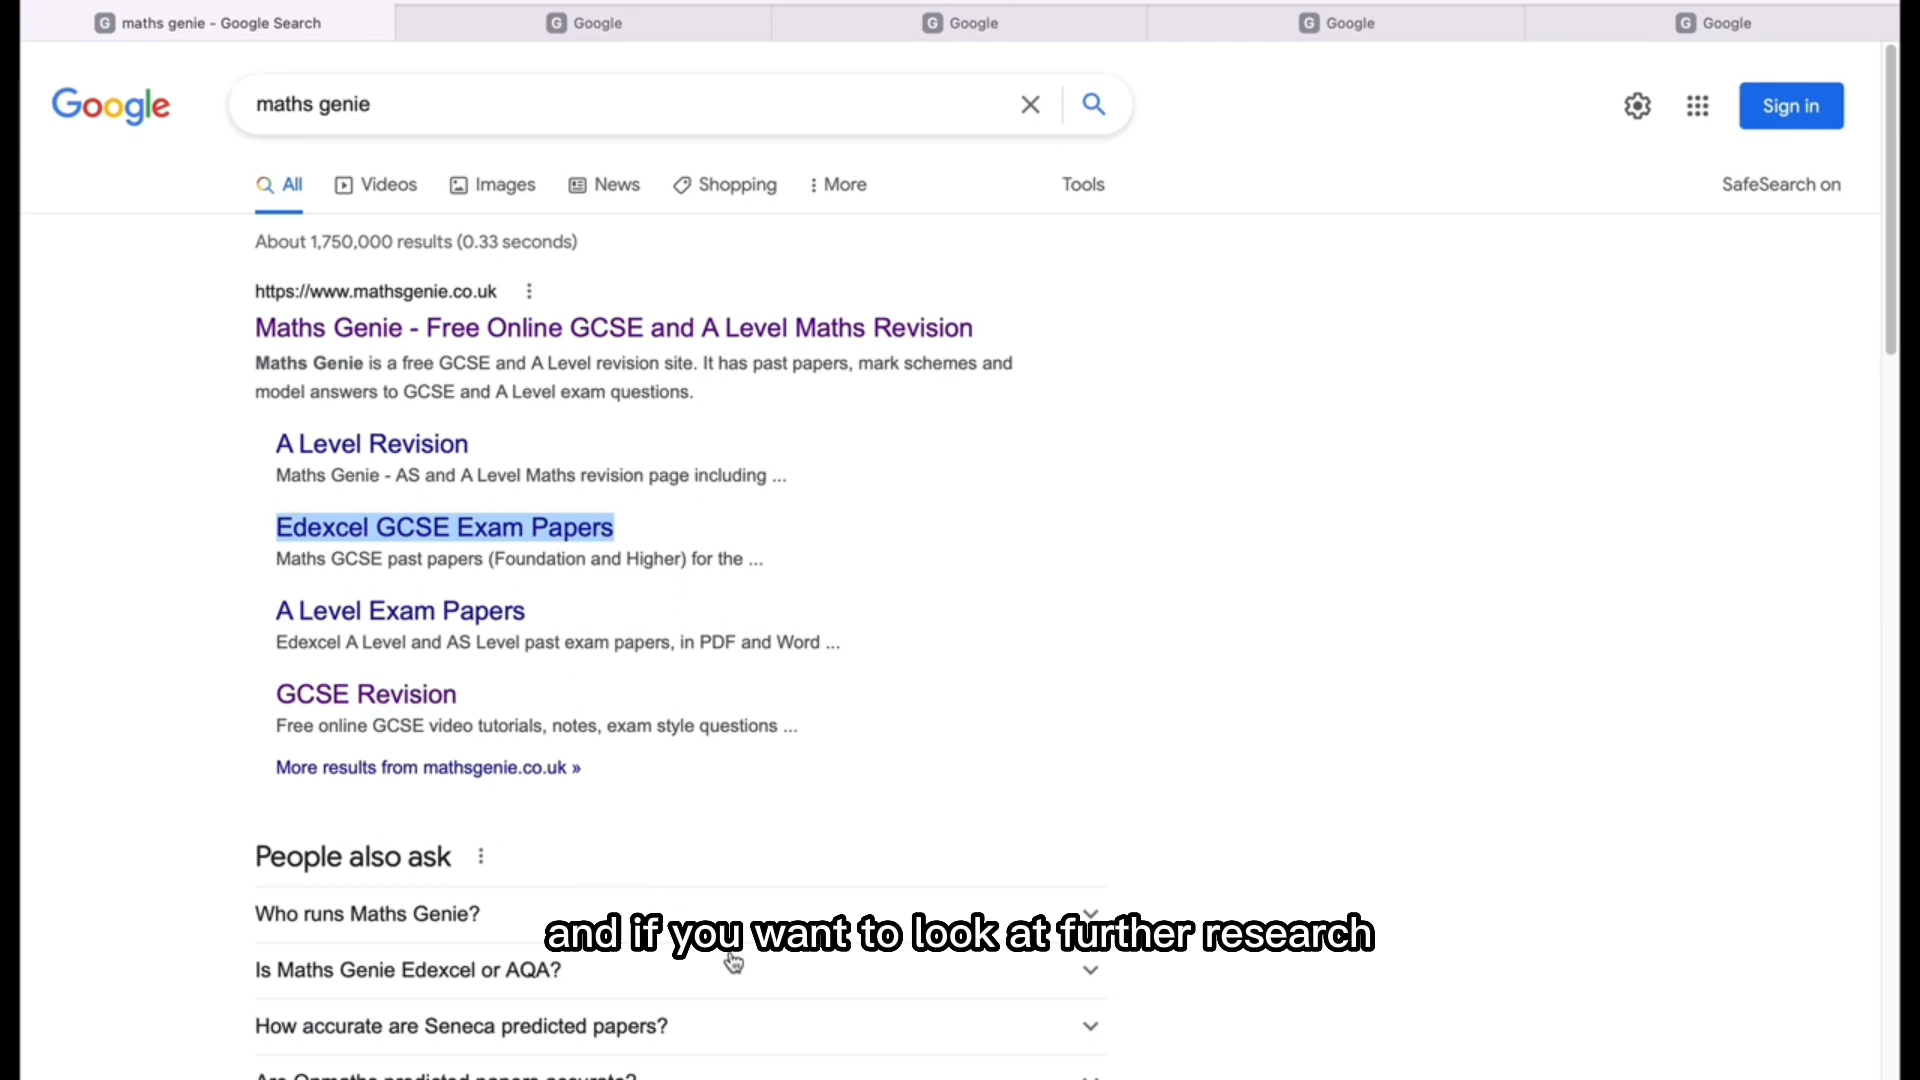 maths genie - Google Search
Google
Google
Google
Google
Google
maths genie
Sign in
All
Videos
Images
News
Shopping
More
Tools
SafeSearch on
About 1,750,000 results (0.33 seconds)
https://www.mathsgenie.co.uk
Maths Genie - Free Online GCSE and A Level Maths Revision
Maths Genie is a free GCSE and A Level revision site. It has past papers, mark schemes and
model answers to GCSE and A Level exam questions.
A Level Revision
Maths Genie - AS and A Level Maths revision page including ...
Edexcel GCSE Exam Papers
Maths GCSE past papers (Foundation and Higher) for the ...
A Level Exam Papers
Edexcel A Level and AS Level past exam papers, in PDF and Word ...
GCSE Revision
Free online GCSE video tutorials, notes, exam style questions ...
More results from mathsgenie.co.uk »
People also ask
Who runs Maths Genie?
and if you want to look at further research
Is Maths Genie Edexcel or AQA?
How accurate are Seneca predicted papers?